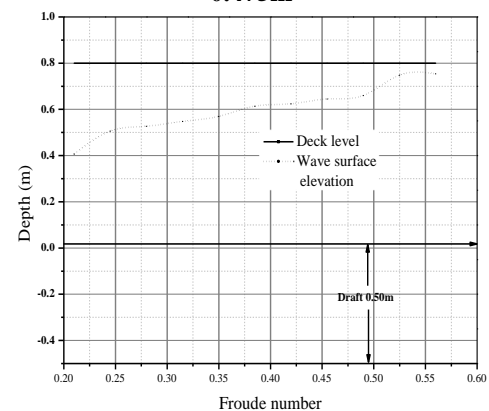 1.0
0.8
0.6
0.4
0.2
0.0
-0.2
-0.4
Depth (m)
Deck level
Wave surface
elevation
Draft 0.50m
0.20 0.25 0.30 0.35 0.40 0.45 0.50 0.55 0.60
Froude number